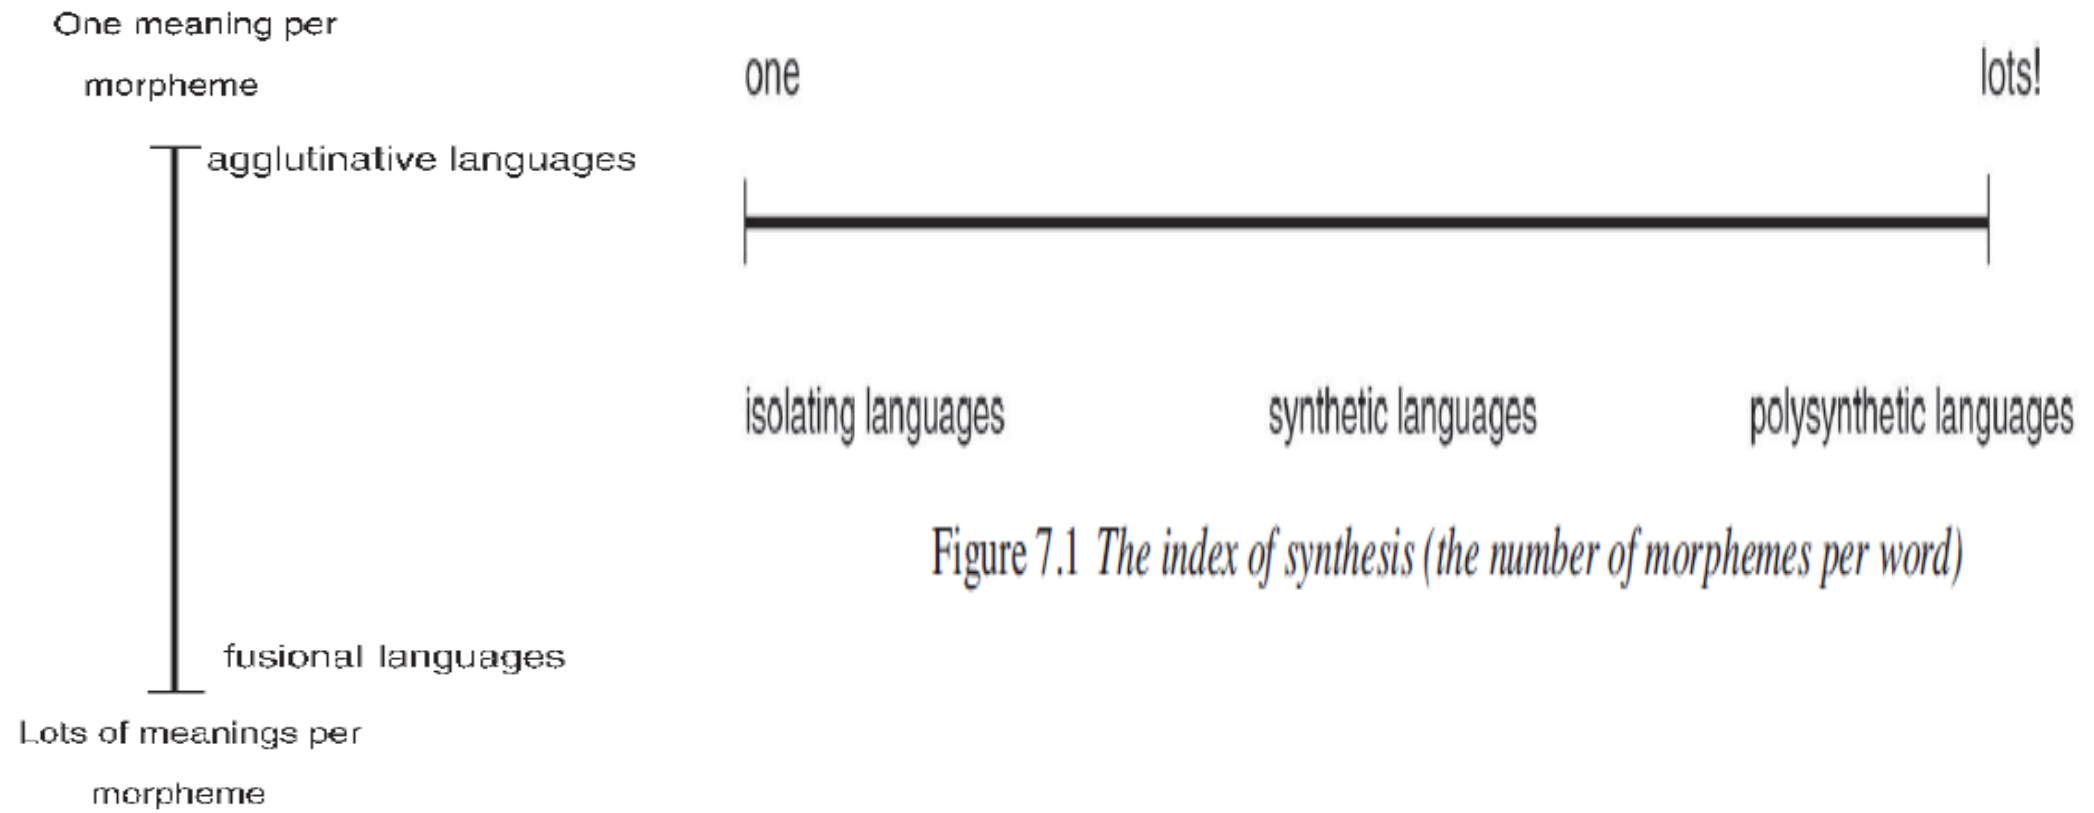 One meaning per
morpheme
agglutinative languages
fusional languages
Lots of meanings per
morpheme
one lots!
isolating languages synthetic languages polysynthetic languages
Figure 7.1 The index of synthesis (the number of morphemes per word)